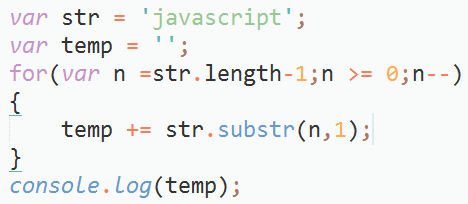 var str = 'javascript';
var temp = '';
for(var n =str.length-1;n >= 0;n--)
{
    temp += str.substr(n,1);
}
console.log(temp);